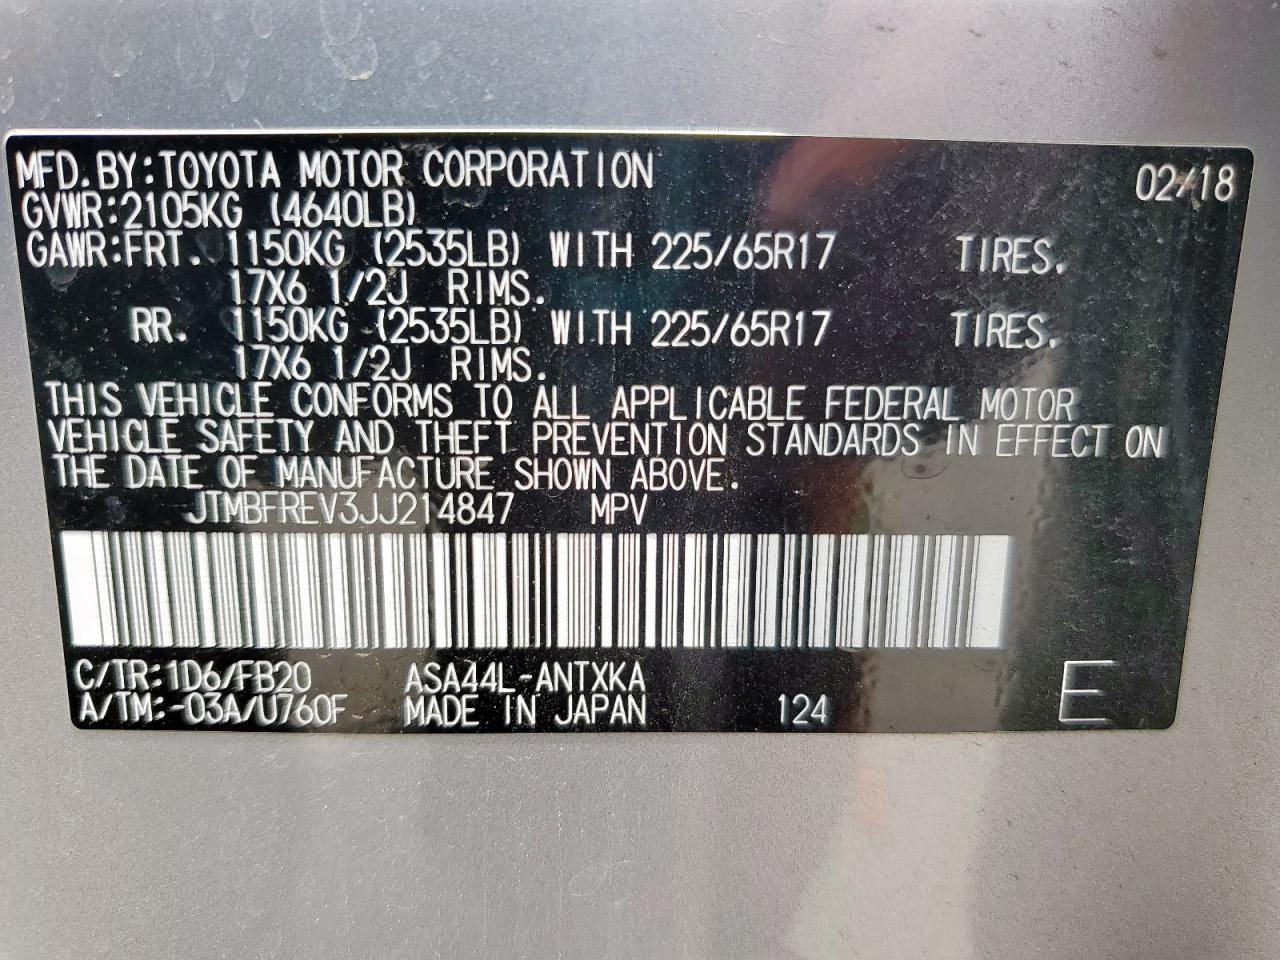 MFD.BY:TOYOTA MOTOR CORPORATION 02/18
GVWR:2105KG (4640LB)
GAWR:FRT. 1150KG (2535LB) WITH 225/65R17 TIRES.
17X6 1/2J RIMS.
RR. 1150KG (2535LB) WITH 225/65R17 TIRES.
17X6 1/2J RIMS.
THIS VEHICLE CONFORMS TO ALL APPLICABLE FEDERAL MOTOR
VEHICLE SAFETY AND THEFT PREVENTION STANDARDS IN EFFECT ON
THE DATE OF MANUFACTURE SHOWN ABOVE.
JTMBFREV3JJ214847 MPV
C/TR:1D6/FB20 ASA44L-ANTXKA
A/TM:-03A/U760F MADE IN JAPAN 124 E